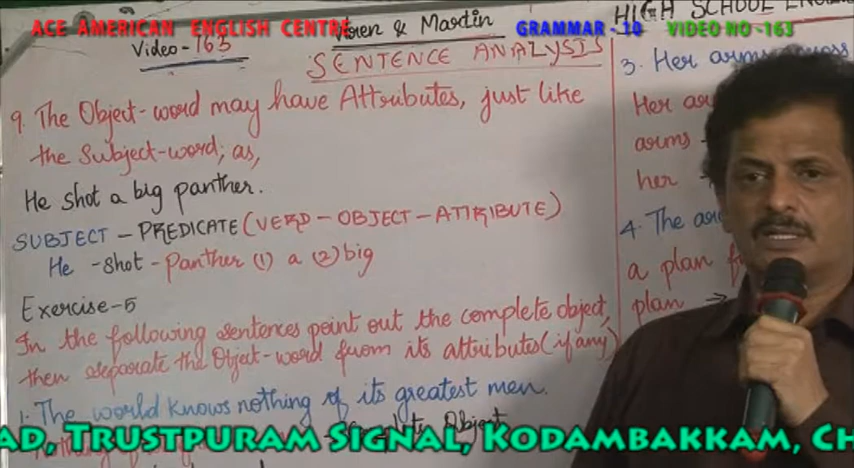 ACE AMERICAN ENGLISH CENTRE
& Martin
GRAMMAR - 10
VIDEO NO -163
HIGH SCHOOL
Video - 163
SENTENCE ANALYSIS
9. The Object-word may have Attributes, just like
the Subject-word; as,
He shot a big panther.
SUBJECT - PREDICATE (VERB - OBJECT - ATTRIBUTE)
He - shot - Panther (1) a (2) big
Exercise-5
In the following sentences point out the complete object,
then separate the Object-word from its attributes (if any)
1. The world knows nothing of its greatest men.
Complete Object
3. Her arms across
Her
arms -
her →
4. The
a plan
plan →
AD, TRUSTPURAM SIGNAL, KODAMBAKKAM, CH